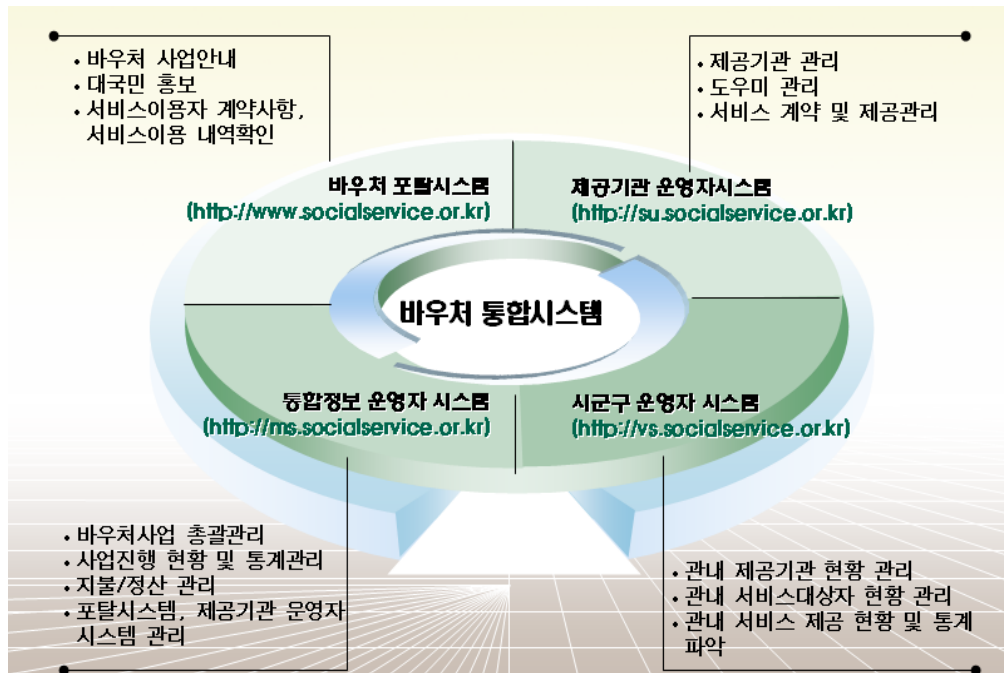 • 바우처 사업안내
• 대국민 홍보
• 서비스이용자 계약사항,
서비스이용 내역확인
• 제공기관 관리
• 도우미 관리
• 서비스 계약 및 제공관리
바우처 포탈시스템
(http://www.socialservice.or.kr)
제공기관 운영자시스템
(http://su.socialservice.or.kr)
바우처 통합시스템
통합정보 운영자 시스템
(http://ms.socialservice.or.kr)
시군구 운영자 시스템
(http://vs.socialservice.or.kr)
• 바우처사업 총괄관리
• 사업진행 현황 및 통계관리
• 지불/정산 관리
• 포탈시스템, 제공기관 운영자
시스템 관리
• 관내 제공기관 현황 관리
• 관내 서비스대상자 현황 관리
• 관내 서비스 제공 현황 및 통계
파악